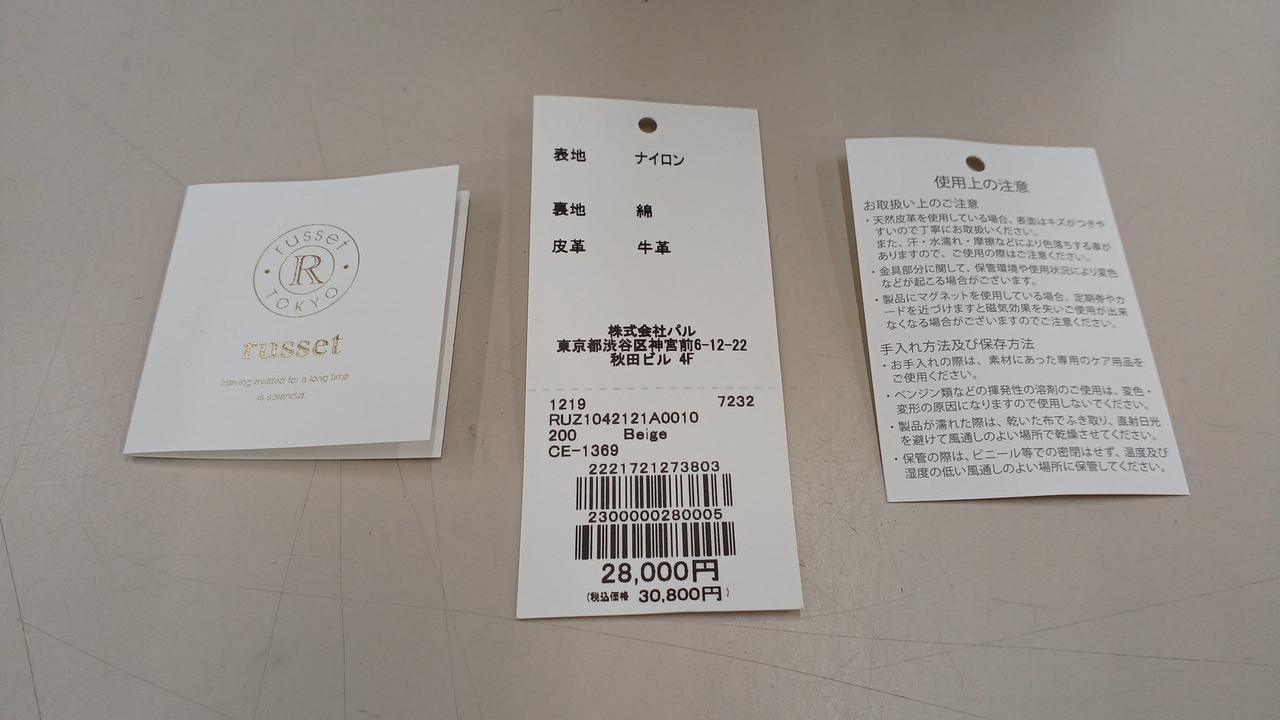 russet
R
TOKYO
russet
Having existed for a long time
is splendid.
表地 ナイロン
裏地 綿
皮革 牛革
株式会社パル
東京都渋谷区神宮前6-12-22
秋田ビル 4F
1219 7232
RUZ1042121A0010
200 Beige
CE-1369
2221721273803
2300000280005
28,000円
(税込価格 30,800円)
使用上の注意
お取扱い上のご注意
・天然皮革を使用している場合、表面はキズがつきや
すいので丁寧にお取扱いください。
また、汗・水濡れ・摩擦などにより色落ちする事が
ありますので、ご使用の際はご注意ください。
・金具部分に関して、保管環境や使用状況により変色
などが起こる場合がございます。
・製品にマグネットを使用している場合、定期券やカ
ードを近づけますと磁気効果を失いご使用が出来
なくなる場合がございますのでご注意ください。
手入れ方法及び保存方法
・お手入れの際は、素材にあった専用のケア用品を
ご使用ください。
・ベンジン類などの揮発性の溶剤のご使用は、変色・
変形の原因になりますので使用しないでください。
・製品が濡れた際は、乾いた布でふき取り、直射日光
を避けて風通しのよい場所で乾燥させてください。
・保管の際は、ビニール等での密閉はせず、温度及び
湿度の低い風通しのよい場所に保管してください。